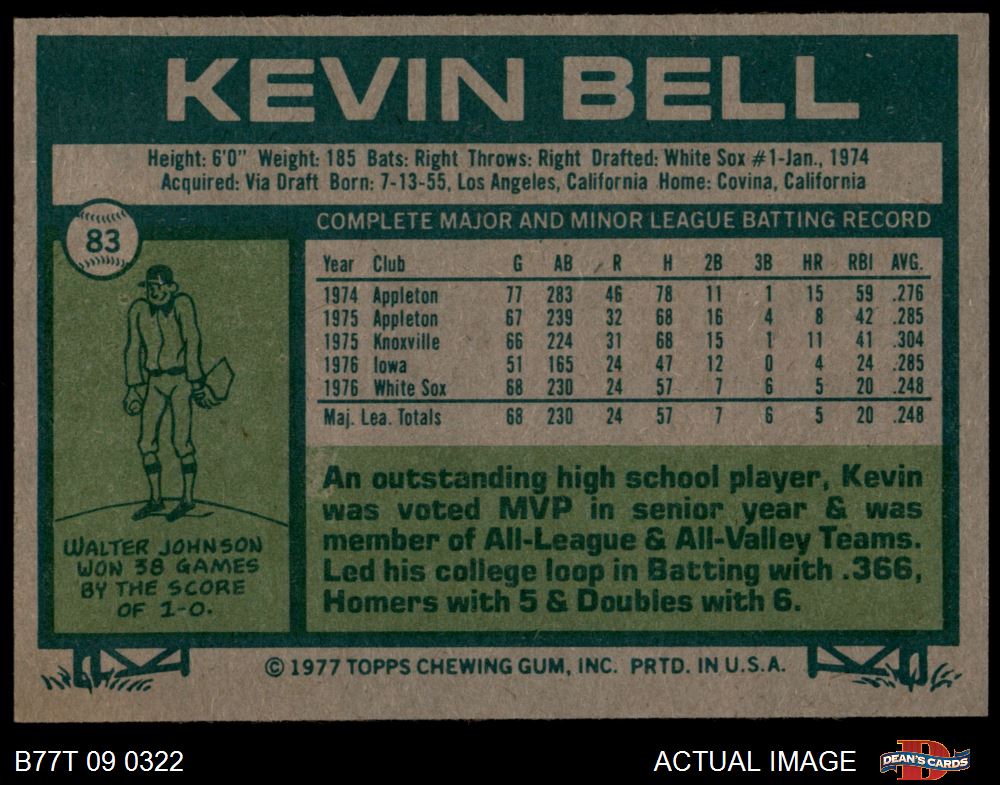 KEVIN BELL
Height: 6'0" Weight: 185 Bats: Right Throws: Right Drafted: White Sox #1-Jan., 1974
Acquired: Via Draft Born: 7-13-55, Los Angeles, California Home: Covina, California
83
COMPLETE MAJOR AND MINOR LEAGUE BATTING RECORD
Year Club G AB R H 2B 3B HR RBI AVG.
1974 Appleton 77 283 46 78 11 1 15 59 .276
1975 Appleton 67 239 32 68 16 4 8 42 .285
1975 Knoxville 66 224 31 68 15 1 11 41 .304
1976 Iowa 51 165 24 47 12 0 4 24 .285
1976 White Sox 68 230 24 57 7 6 5 20 .248
Maj. Lea. Totals 68 230 24 57 7 6 5 20 .248
WALTER JOHNSON
WON 38 GAMES
BY THE SCORE
OF 1-0.
An outstanding high school player, Kevin
was voted MVP in senior year & was
member of All-League & All-Valley Teams.
Led his college loop in Batting with .366,
Homers with 5 & Doubles with 6.
© 1977 TOPPS CHEWING GUM, INC. PRTD. IN U.S.A.
B77T 09 0322
ACTUAL IMAGE
D
DEAN'S CARDS